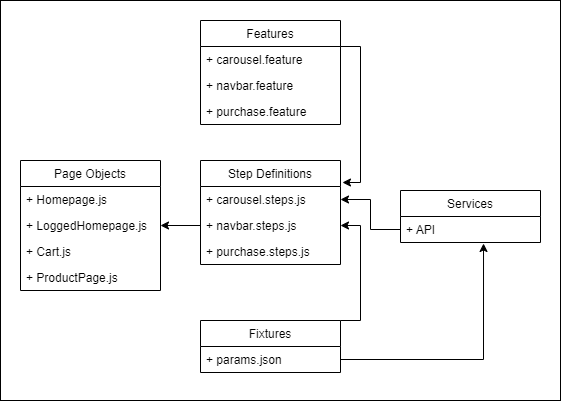 Features
+ carousel.feature
+ navbar.feature
+ purchase.feature
Page Objects
+ Homepage.js
+ LoggedHomepage.js
+ Cart.js
+ ProductPage.js
Step Definitions
+ carousel.steps.js
+ navbar.steps.js
+ purchase.steps.js
Services
+ API
Fixtures
+ params.json